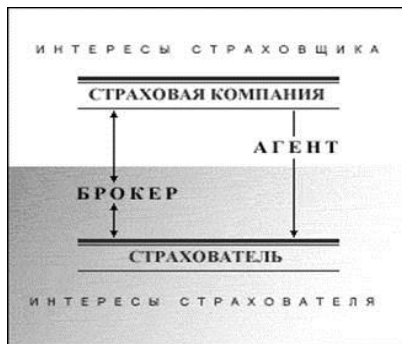 ИНТЕРЕСЫ СТРАХОВЩИКА
СТРАХОВАЯ КОМПАНИЯ
АГЕНТ
БРОКЕР
СТРАХОВАТЕЛЬ
ИНТЕРЕСЫ СТРАХОВАТЕЛЯ